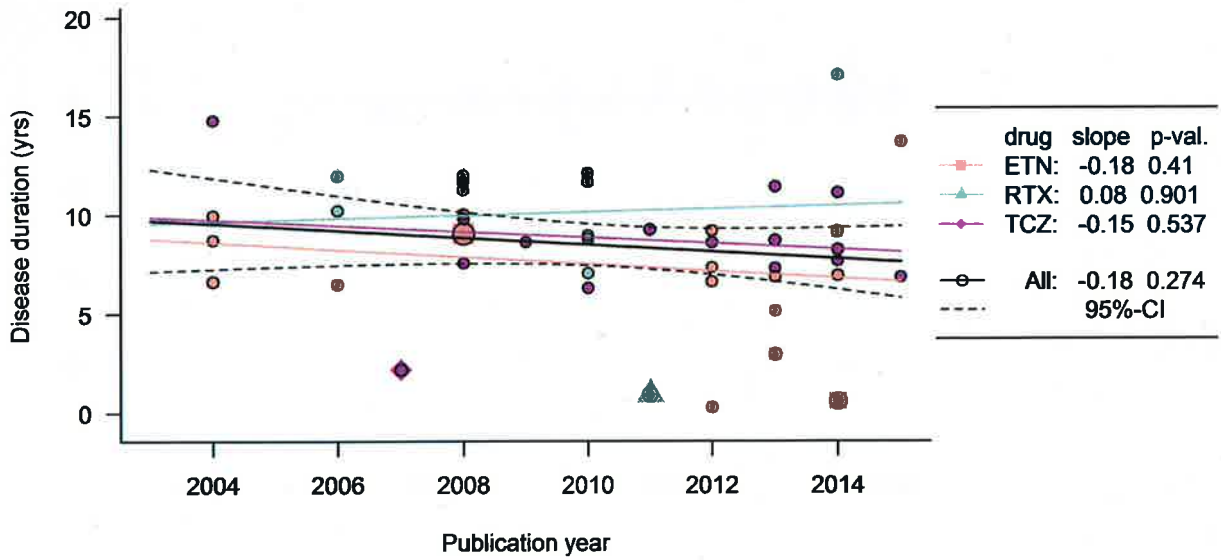 20
15
10
5
0
Disease duration (yrs)
2004 2006 2008 2010 2012 2014
Publication year
drug slope p-val.
ETN: -0.18 0.41
RTX: 0.08 0.901
TCZ: -0.15 0.537
All: -0.18 0.274
95%-CI